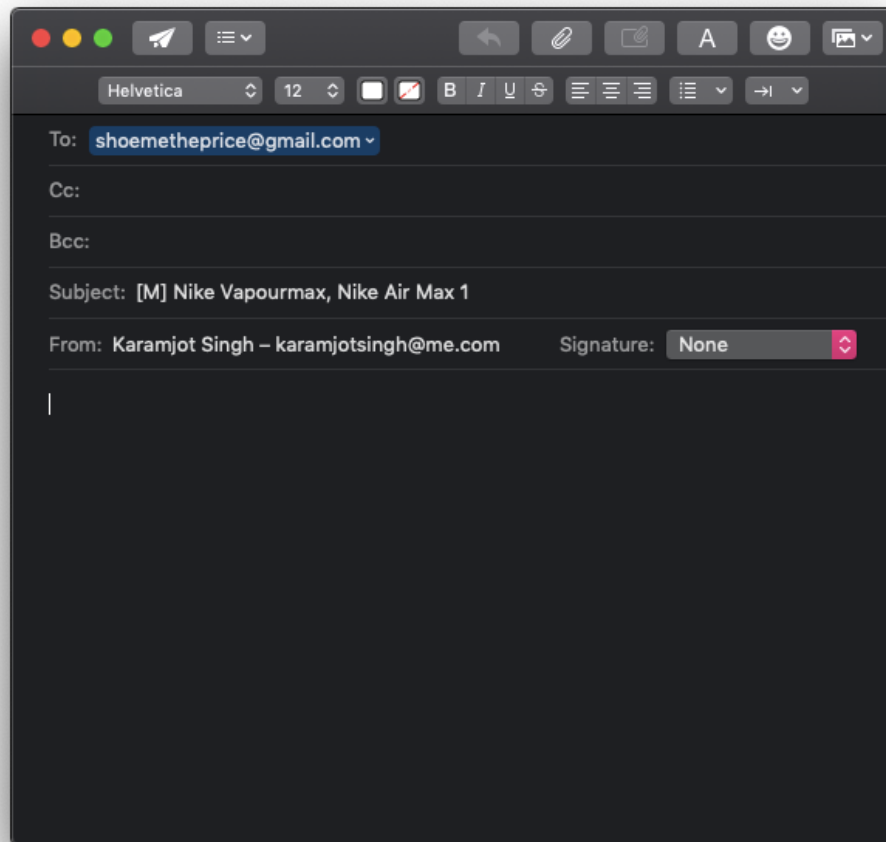 A
Helvetica 12 B I U S
To: shoemetheprice@gmail.com
Cc:
Bcc:
Subject: [M] Nike Vapourmax, Nike Air Max 1
From: Karamjot Singh – karamjotsingh@me.com Signature: None